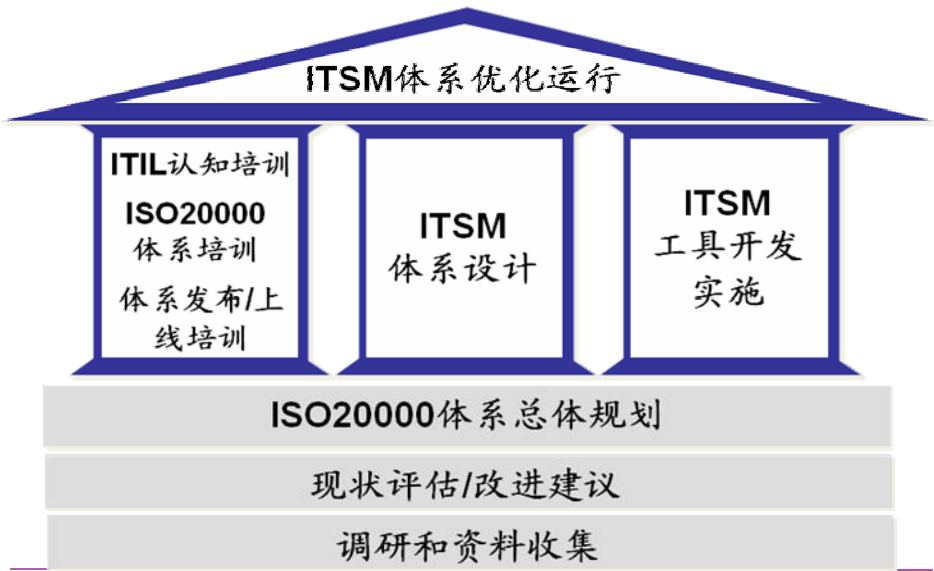 ITSM体系优化运行
ITIL认知培训
ISO20000
体系培训
体系发布/上
线培训
ITSM
体系设计
ITSM
工具开发
实施
ISO20000体系总体规划
现状评估/改进建议
调研和资料收集